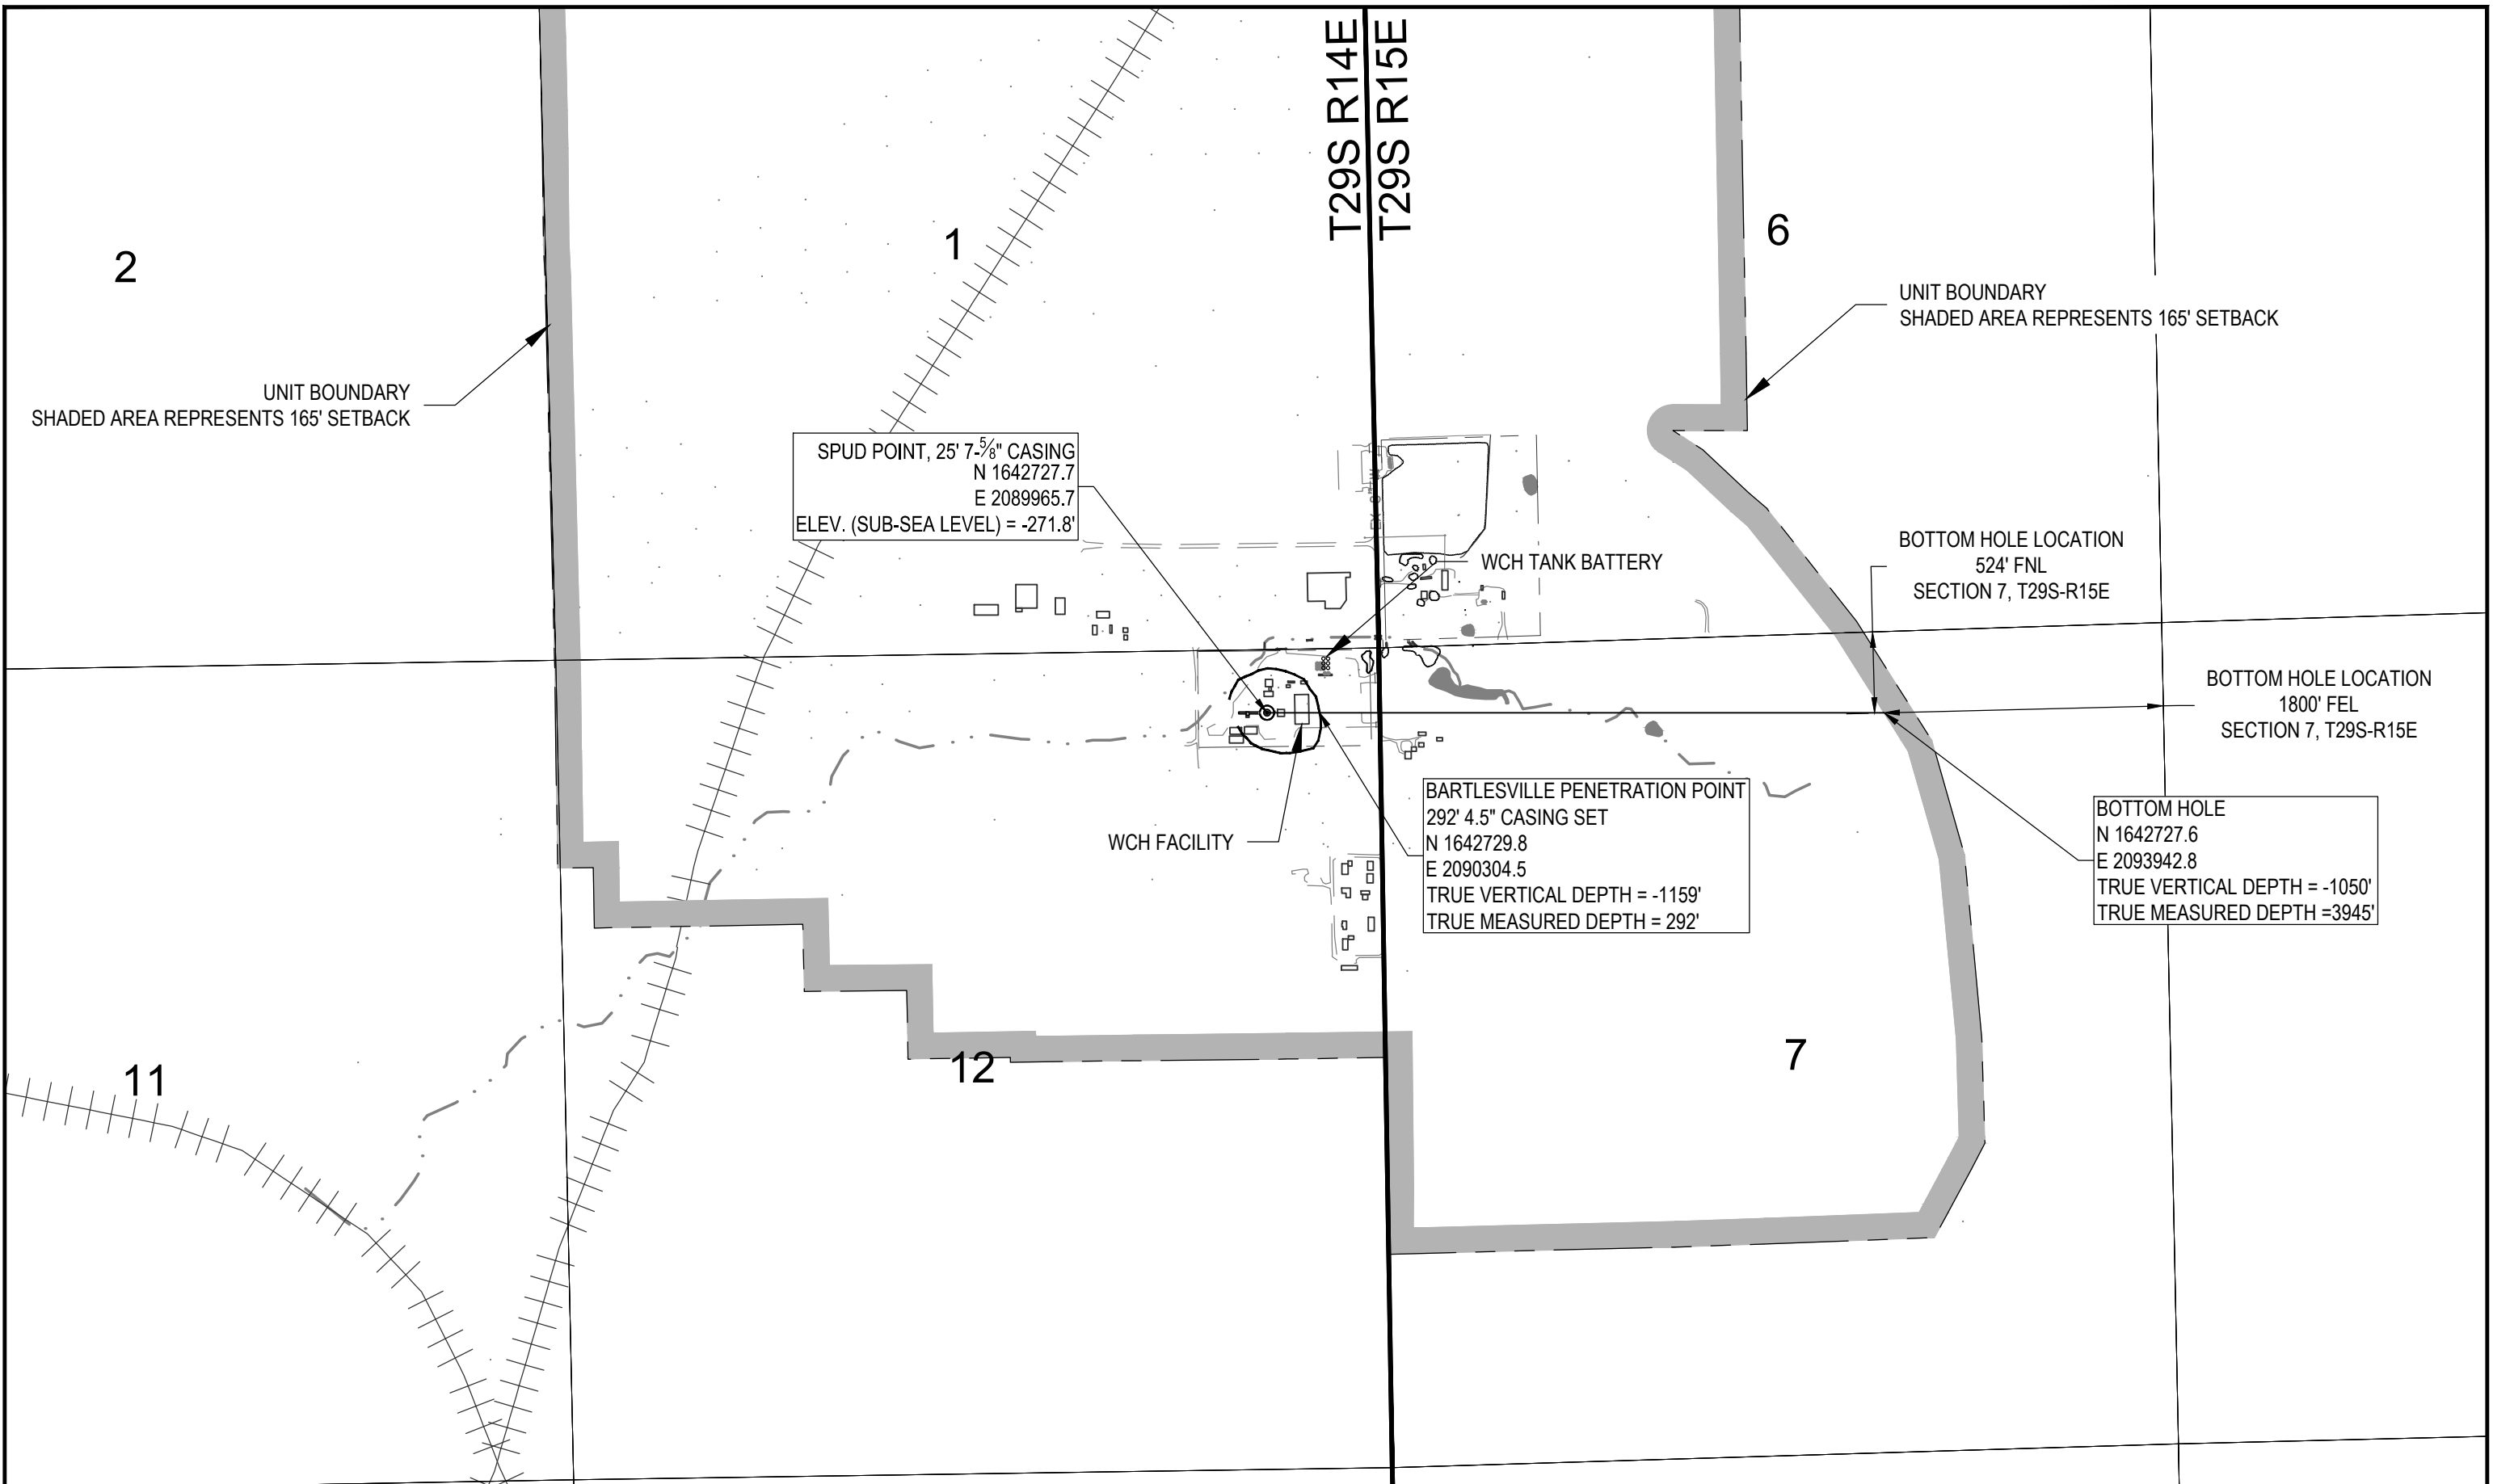 T29S R14E
T29S R15E
2
1
6
UNIT BOUNDARY
SHADED AREA REPRESENTS 165' SETBACK
UNIT BOUNDARY
SHADED AREA REPRESENTS 165' SETBACK
SPUD POINT, 25' 7-5/8" CASING
N 1642727.7
E 2089965.7
ELEV. (SUB-SEA LEVEL) = -271.8'
WCH TANK BATTERY
BOTTOM HOLE LOCATION
524' FNL
SECTION 7, T29S-R15E
BOTTOM HOLE LOCATION
1800' FEL
SECTION 7, T29S-R15E
BARTLESVILLE PENETRATION POINT
292' 4.5" CASING SET
N 1642729.8
E 2090304.5
TRUE VERTICAL DEPTH = -1159'
TRUE MEASURED DEPTH = 292'
BOTTOM HOLE
N 1642727.6
E 2093942.8
TRUE VERTICAL DEPTH = -1050'
TRUE MEASURED DEPTH =3945'
WCH FACILITY
11
12
7